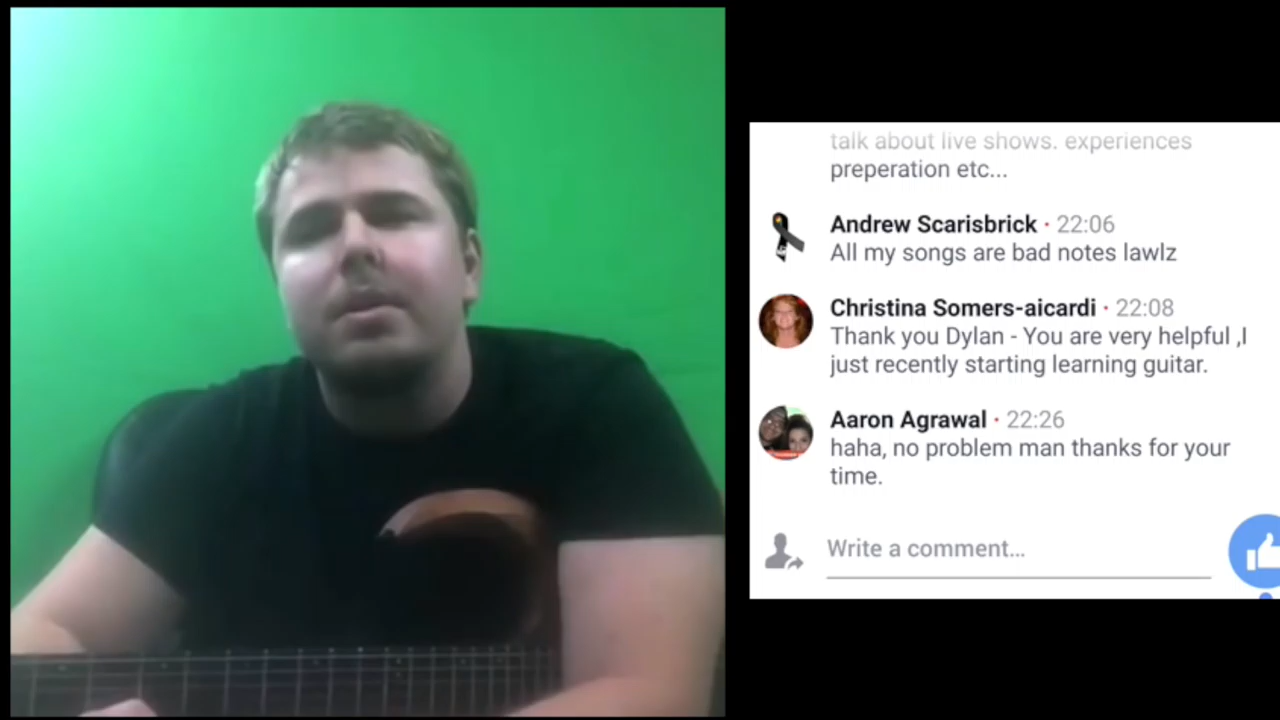 talk about live shows. experiences
preperation etc...
Andrew Scarisbrick · 22:06
All my songs are bad notes lawlz
Christina Somers-aicardi · 22:08
Thank you Dylan - You are very helpful ,I
just recently starting learning guitar.
Aaron Agrawal · 22:26
haha, no problem man thanks for your
time.
Write a comment...